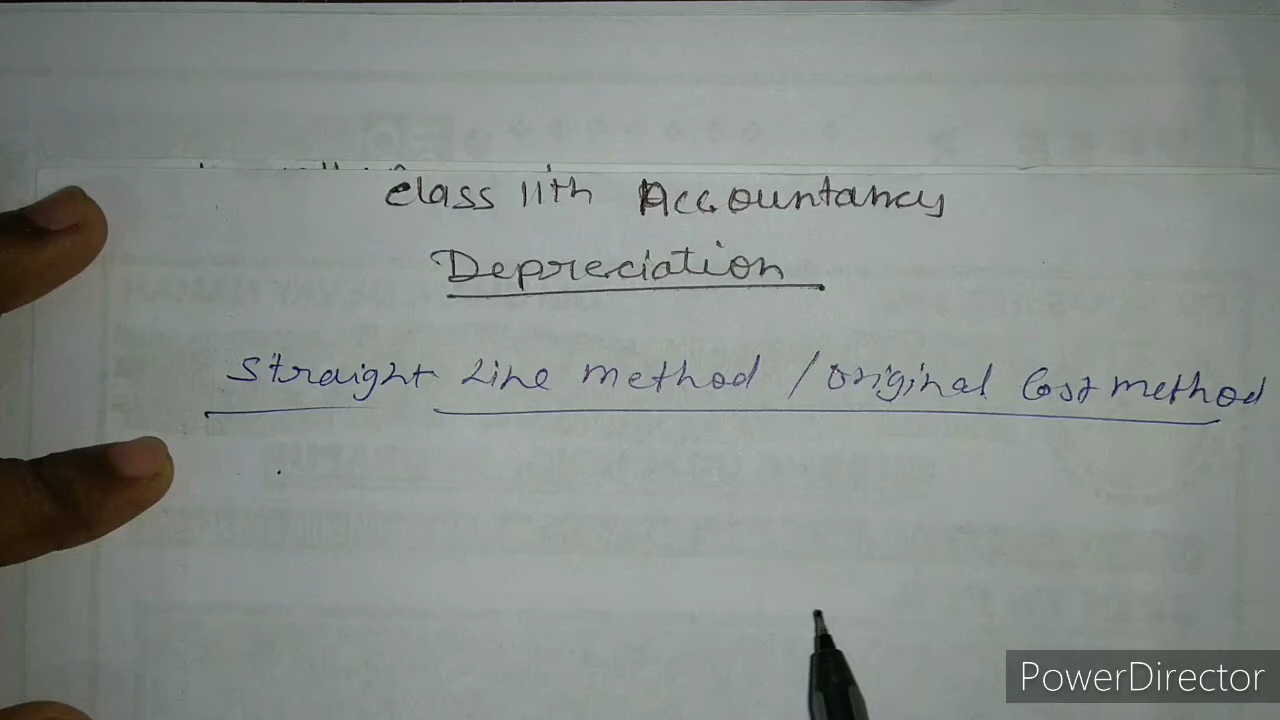 Class 11th Accountancy
Depreciation
Straight Line Method / Original Cost Method
PowerDirector